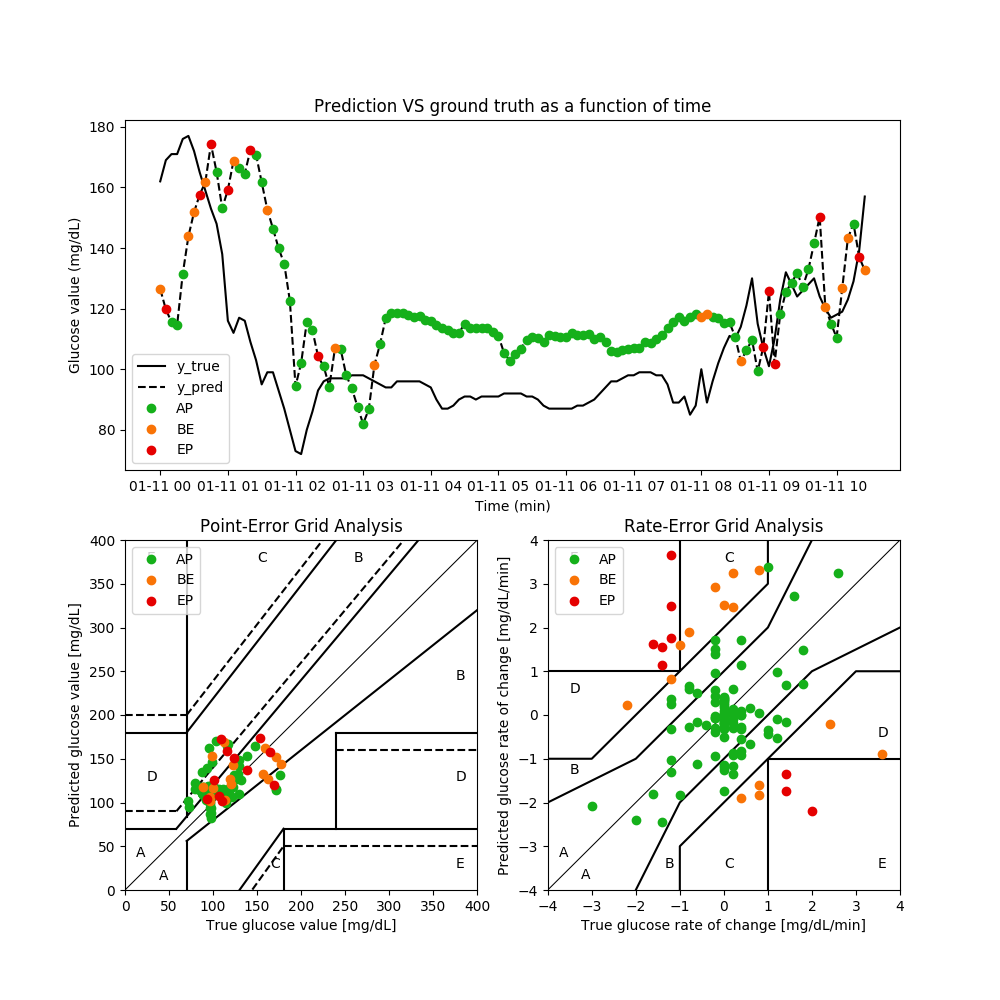 Prediction VS ground truth as a function of time
Glucose value (mg/dL)
180
160
140
120
100
80
y_true
y_pred
AP
BE
EP
01-11 00 01-11 01 01-11 02 01-11 03 01-11 04 01-11 05 01-11 06 01-11 07 01-11 08 01-11 09 01-11 10
Time (min)
Point-Error Grid Analysis
Predicted glucose value [mg/dL]
400
350
300
250
200
150
100
50
0
AP
BE
EP
C
B
B
D
D
A
A
C
E
0 50 100 150 200 250 300 350 400
True glucose value [mg/dL]
Rate-Error Grid Analysis
Predicted glucose rate of change [mg/dL/min]
4
3
2
1
0
−1
−2
−3
−4
AP
BE
EP
C
D
D
B
A
A
B
C
E
−4 −3 −2 −1 0 1 2 3 4
True glucose rate of change [mg/dL/min]